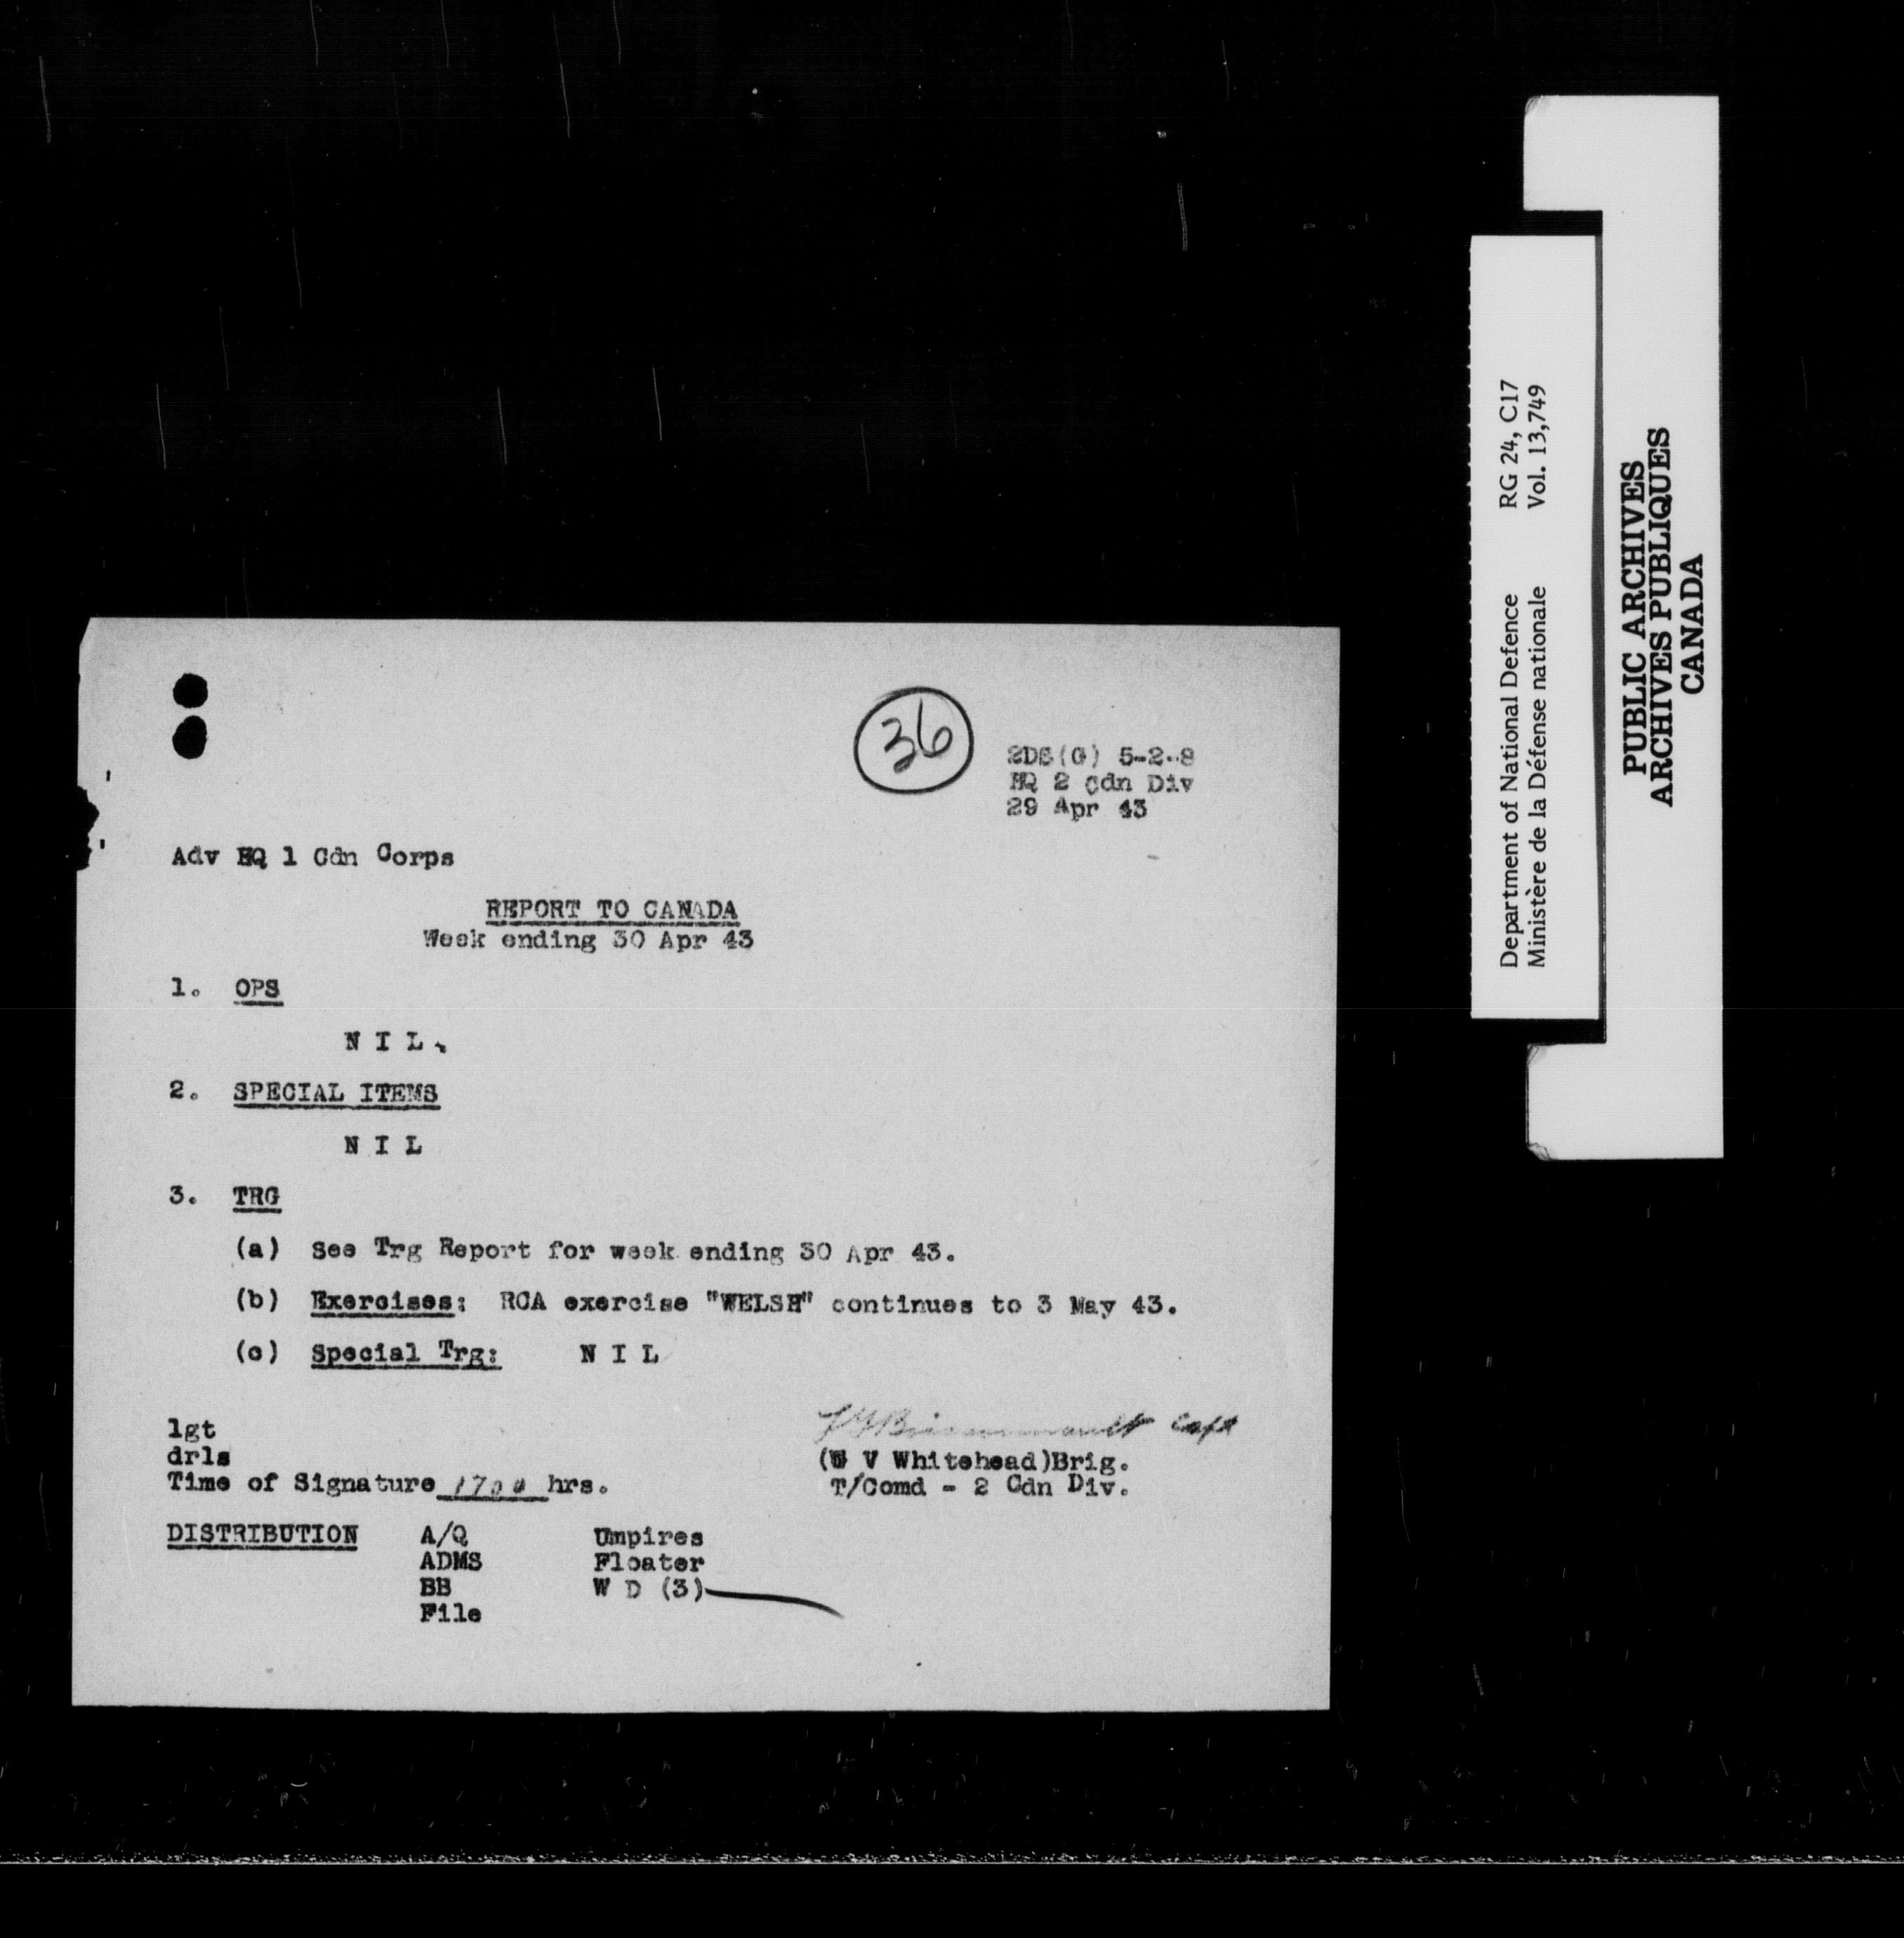 36
2DS(G) 5-2-8
HQ 2 Cdn Div
29 Apr 43
Adv HQ 1 Cdn Corps
REPORT TO CANADA
Week ending 30 Apr 43
1. OPS
N I L.
2. SPECIAL ITEMS
N I L
3. TRG
(a) See Trg Report for week ending 30 Apr 43.
(b) Exercises: RCA exercise "WELSH" continues to 3 May 43.
(c) Special Trg: N I L
Capt
lgt
drls
(W V Whitehead)Brig.
Time of Signature 1700 hrs.
T/Comd - 2 Cdn Div.
DISTRIBUTION A/Q Umpires
ADMS Floater
BB W D (3)
File
Department of National Defence RG 24, C17
Ministère de la Défense nationale Vol. 13,749
PUBLIC ARCHIVES
ARCHIVES PUBLIQUES
CANADA